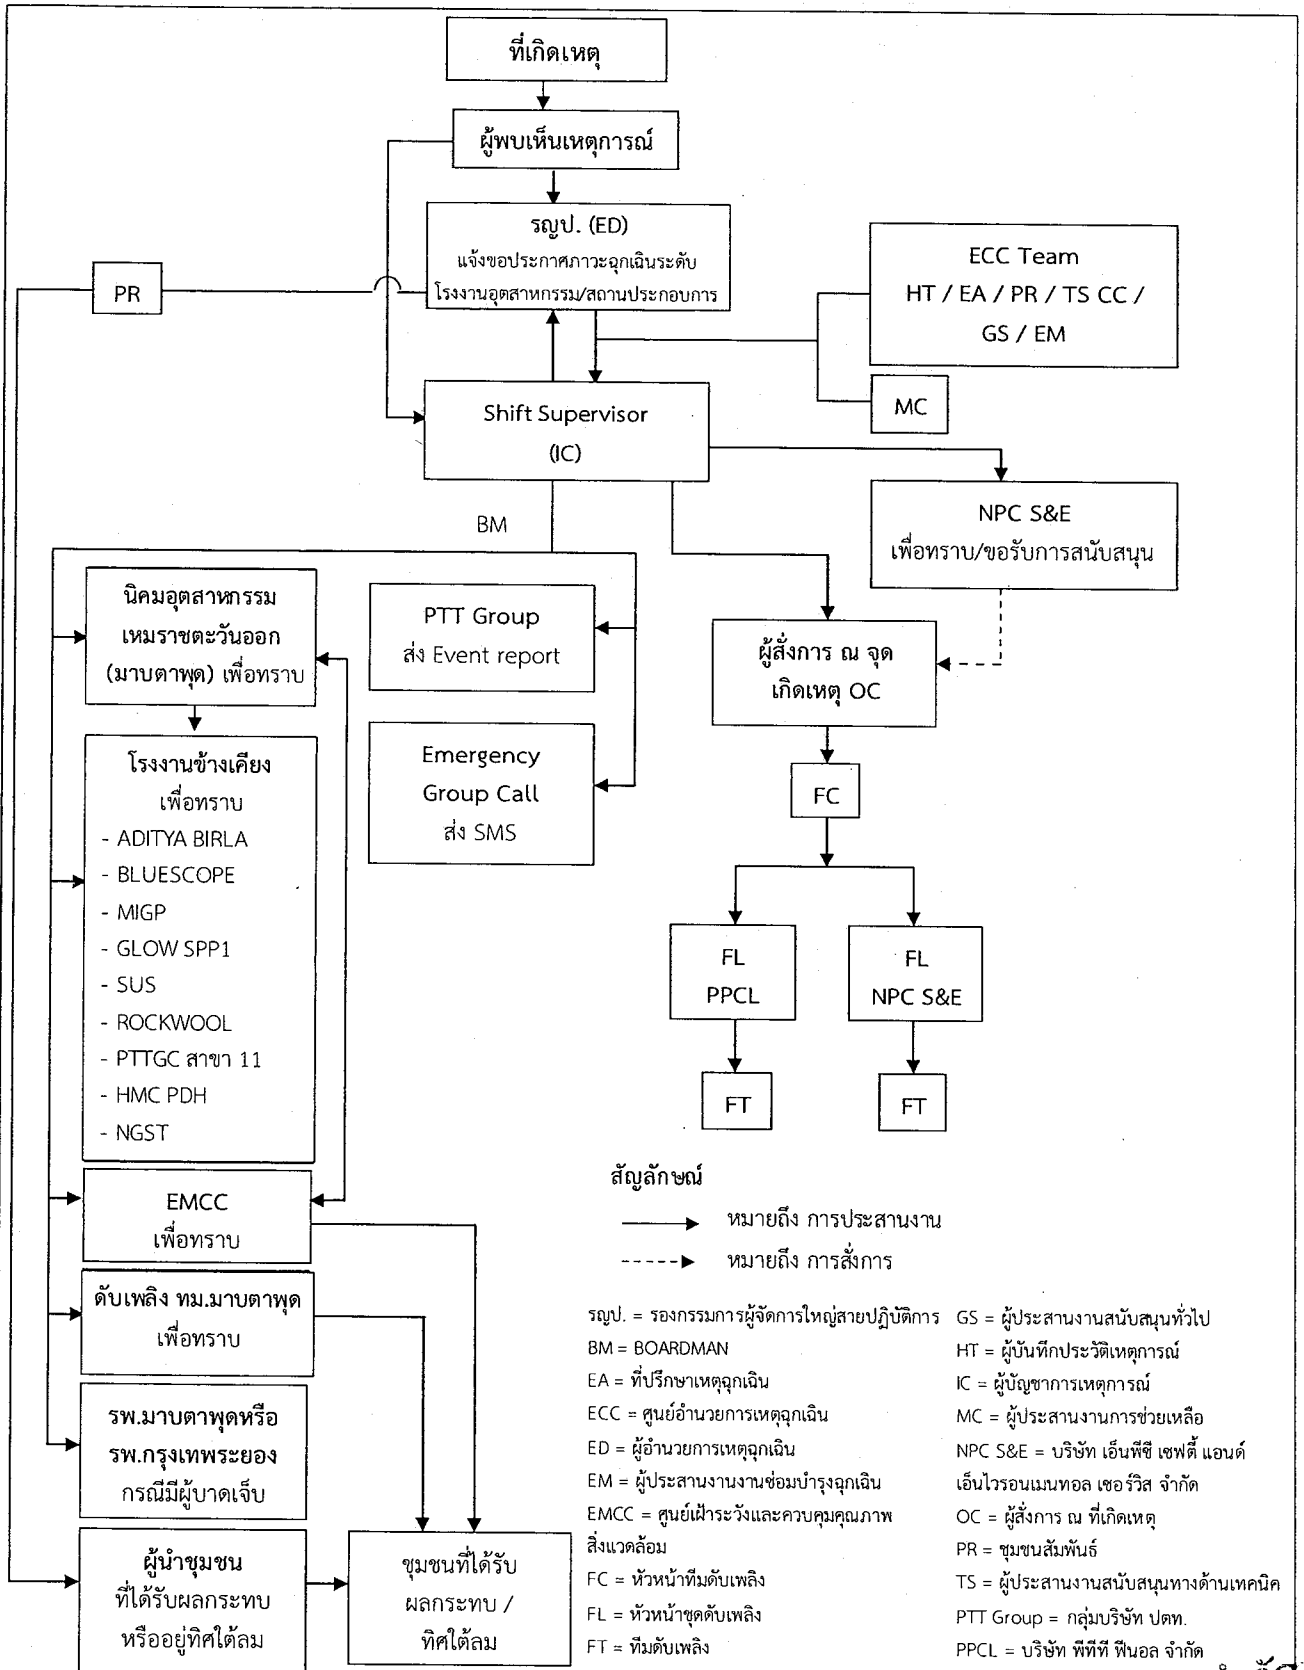 ที่เกิดเหตุ
ผู้พบเห็นเหตุการณ์
รญป. (ED)
แจ้งขอประกาศภาวะฉุกเฉินระดับ
โรงงานอุตสาหกรรม/สถานประกอบการ
PR
ECC Team
HT / EA / PR / TS CC /
GS / EM
MC
Shift Supervisor
(IC)
NPC S&E
เพื่อทราบ/ขอรับการสนับสนุน
BM
นิคมอุตสาหกรรม
เหมราชตะวันออก
(มาบตาพุด) เพื่อทราบ
PTT Group
ส่ง Event report
ผู้สั่งการ ณ จุด
เกิดเหตุ OC
โรงงานข้างเคียง
เพื่อทราบ
- ADITYA BIRLA
- BLUESCOPE
- MIGP
- GLOW SPP1
- SUS
- ROCKWOOL
- PTTGC สาขา 11
- HMC PDH
- NGST
Emergency
Group Call
ส่ง SMS
FC
FL
PPCL
FL
NPC S&E
FT
FT
EMCC
เพื่อทราบ
ดับเพลิง ทม.มาบตาพุด
เพื่อทราบ
รพ.มาบตาพุดหรือ
รพ.กรุงเทพระยอง
กรณีมีผู้บาดเจ็บ
ผู้นำชุมชน
ที่ได้รับผลกระทบ
หรืออยู่ทิศใต้ลม
ชุมชนที่ได้รับ
ผลกระทบ /
ทิศใต้ลม
สัญลักษณ์
หมายถึง การประสานงาน
หมายถึง การสั่งการ
รญป. = รองกรรมการผู้จัดการใหญ่สายปฏิบัติการ
BM = BOARDMAN
EA = ที่ปรึกษาเหตุฉุกเฉิน
ECC = ศูนย์อำนวยการเหตุฉุกเฉิน
ED = ผู้อำนวยการเหตุฉุกเฉิน
EM = ผู้ประสานงานงานซ่อมบำรุงฉุกเฉิน
EMCC = ศูนย์เฝ้าระวังและควบคุมคุณภาพ
สิ่งแวดล้อม
FC = หัวหน้าทีมดับเพลิง
FL = หัวหน้าชุดดับเพลิง
FT = ทีมดับเพลิง
GS = ผู้ประสานงานสนับสนุนทั่วไป
HT = ผู้บันทึกประวัติเหตุการณ์
IC = ผู้บัญชาการเหตุการณ์
MC = ผู้ประสานงานการช่วยเหลือ
NPC S&E = บริษัท เอ็นพีซี เซฟตี้ แอนด์
เอ็นไวรอนเมนทอล เซอร์วิส จำกัด
OC = ผู้สั่งการ ณ ที่เกิดเหตุ
PR = ชุมชนสัมพันธ์
TS = ผู้ประสานงานสนับสนุนทางด้านเทคนิค
PTT Group = กลุ่มบริษัท ปตท.
PPCL = บริษัท พีทีที ฟีนอล จำกัด